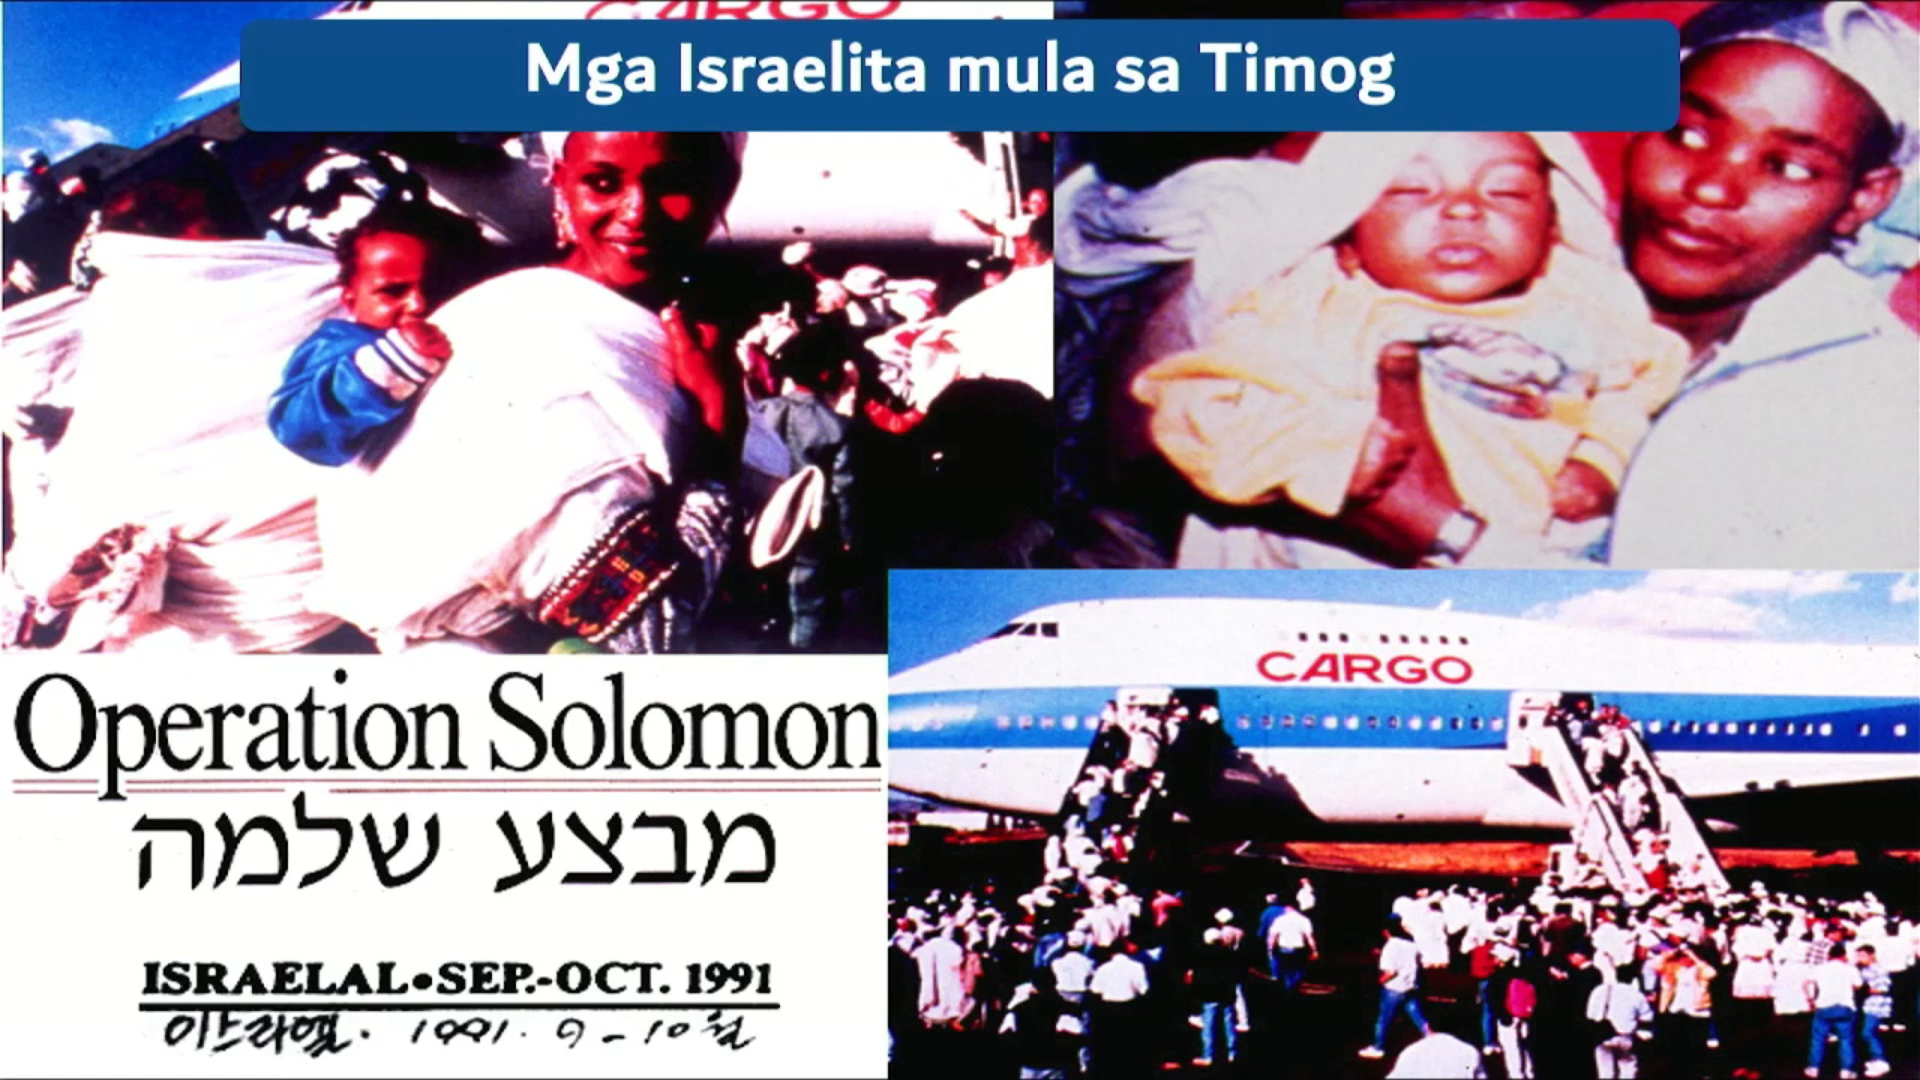 CARGO
Mga Israelita mula sa Timog
CARGO
Operation Solomon
מבצע שלמה
ISRAELAL•SEP.-OCT. 1991
이스라엘. 1991. 9-10월